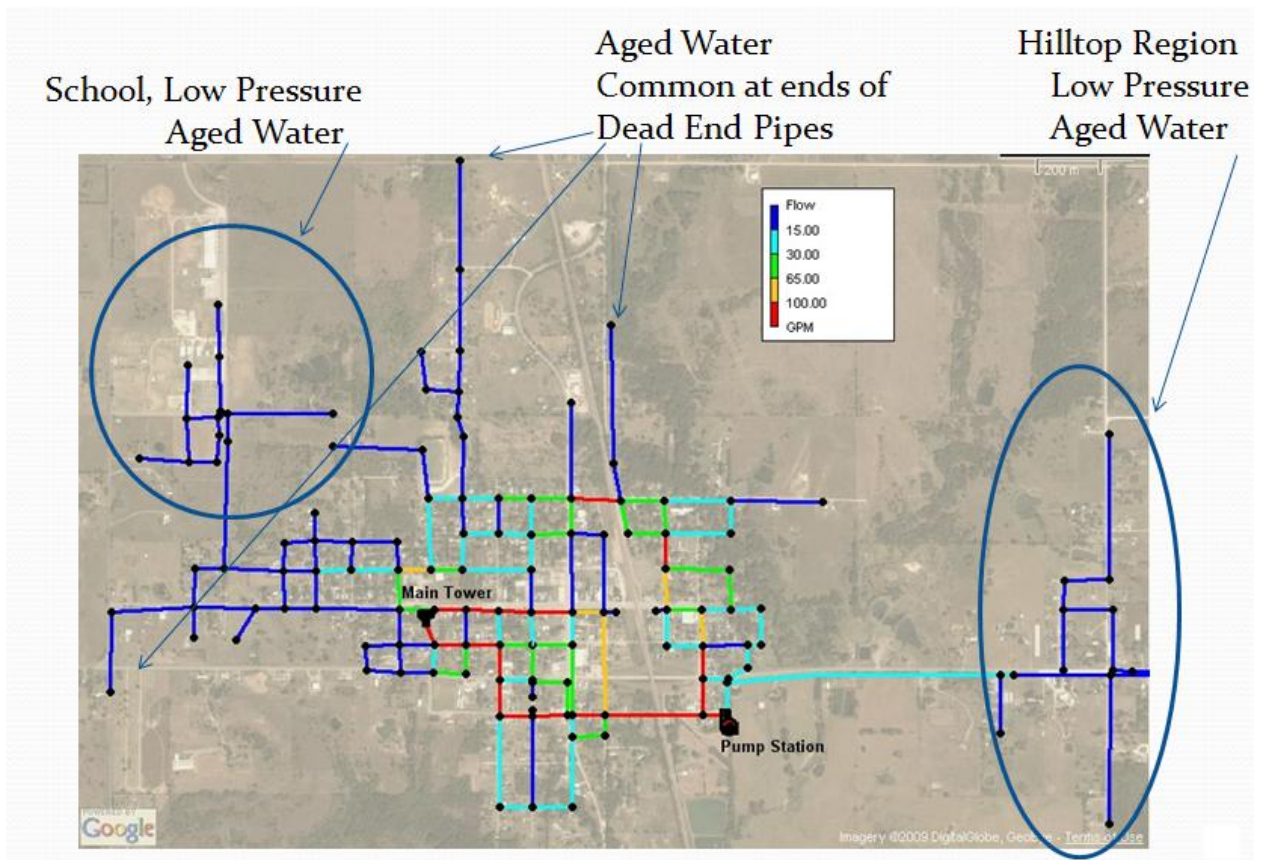 Aged Water
Common at ends of
Dead End Pipes
Hilltop Region
Low Pressure
Aged Water
School, Low Pressure
Aged Water
200 m
Flow
15.00
30.00
65.00
100.00
GPM
Main Tower
Pump Station
POWERED BY
Google
Imagery ©2009 DigitalGlobe, GeoEye - Terms of Use